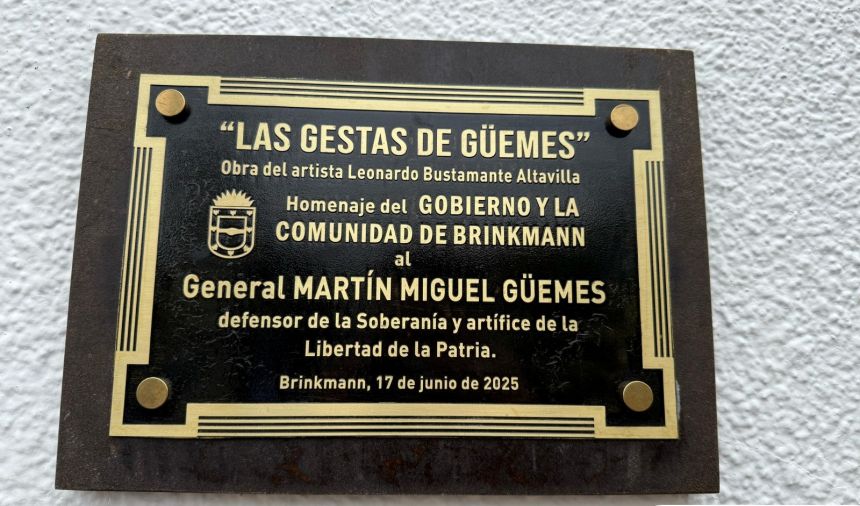 “LAS GESTAS DE GÜEMES”
Obra del artista Leonardo Bustamante Altavilla
Homenaje del GOBIERNO Y LA
COMUNIDAD DE BRINKMANN
al
General MARTÍN MIGUEL GÜEMES
defensor de la Soberanía y artífice de la
Libertad de la Patria.
Brinkmann, 17 de junio de 2025